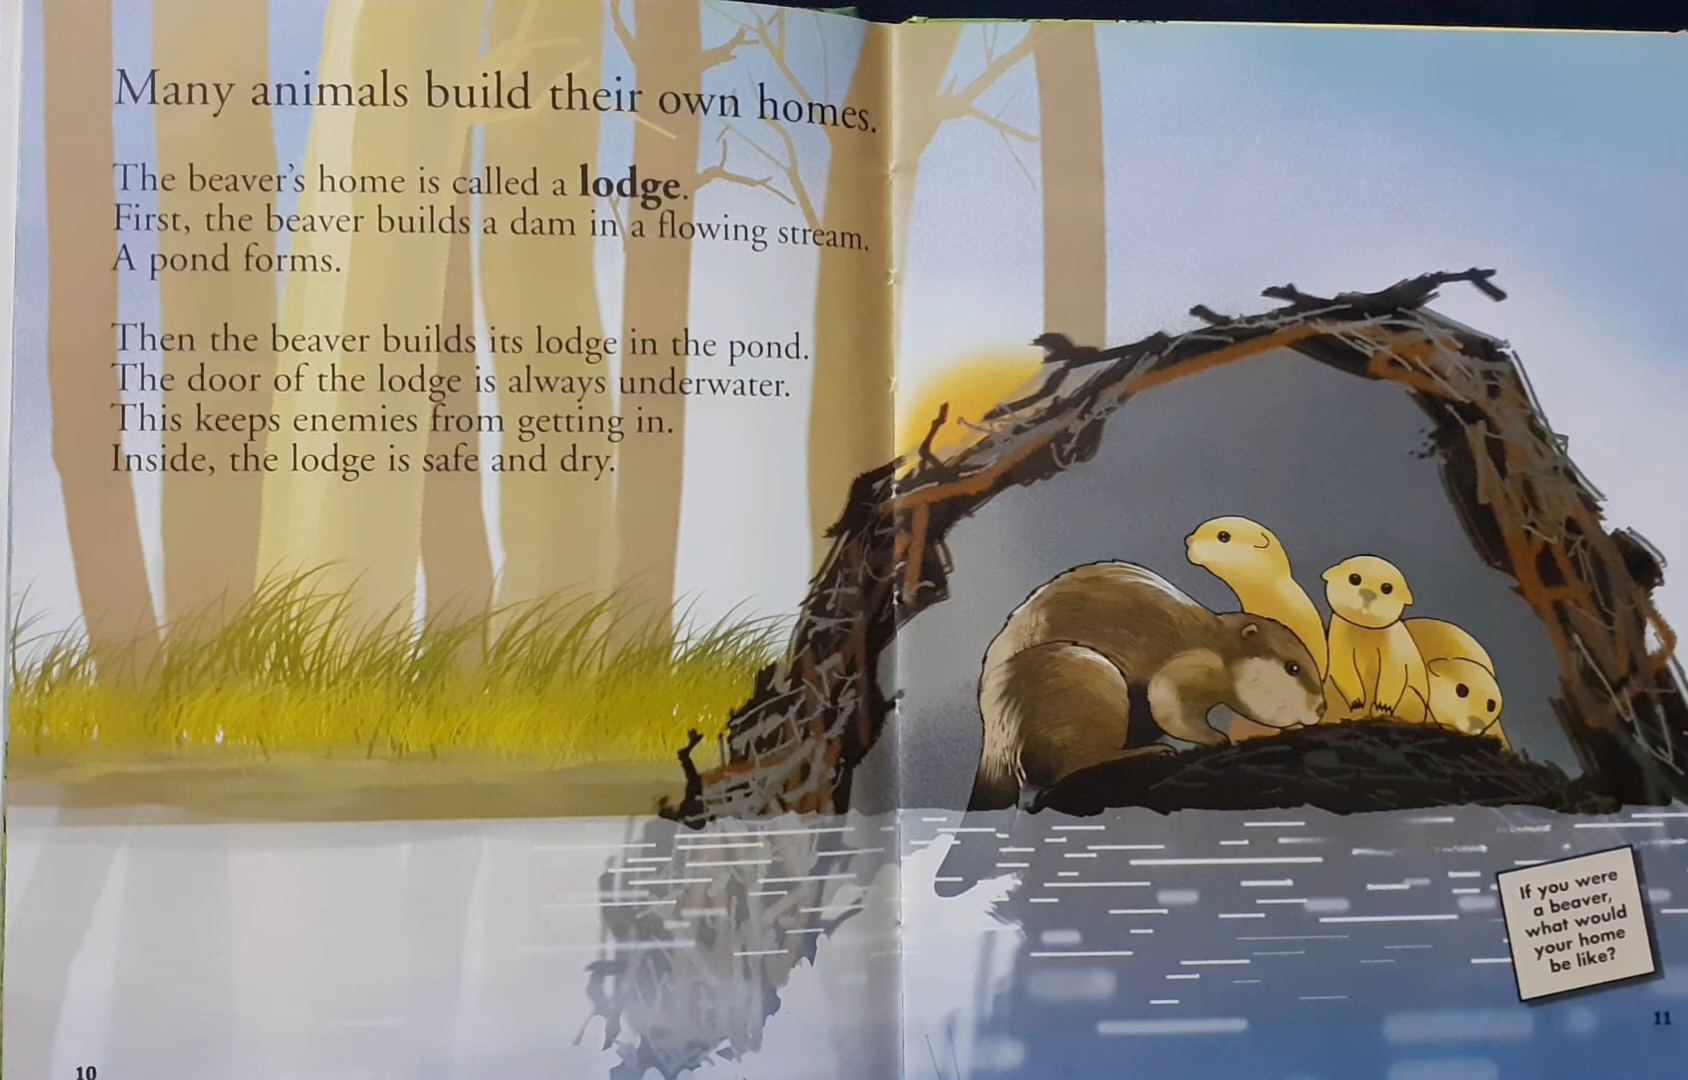 Many animals build their own homes.
The beaver's home is called a lodge.
First, the beaver builds a dam in a flowing stream.
A pond forms.
Then the beaver builds its lodge in the pond.
The door of the lodge is always underwater.
This keeps enemies from getting in.
Inside, the lodge is safe and dry.
If you were
a beaver,
what would
your home
be like?
10
11